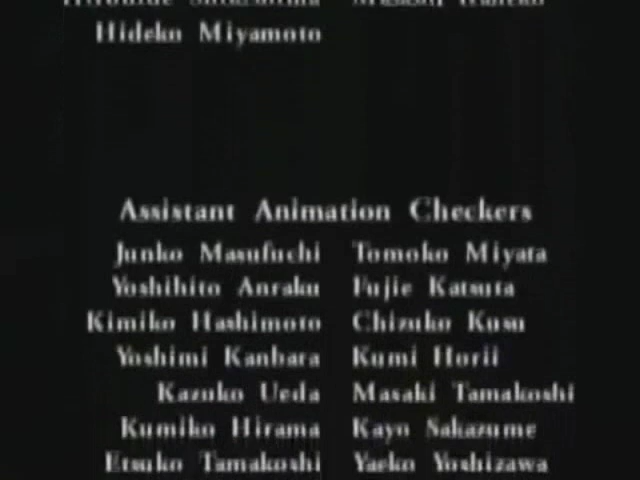 Hideko Miyamoto
Assistant Animation Checkers
Junko Masufuchi Tomoko Miyata
Yoshihito Anraku Fujie Katsuta
Kimiko Hashimoto Chizuko Kusu
Yoshimi Kanbara Kumi Horii
Kazuko Ueda Masaki Tamakoshi
Kumiko Hirama Kayo Sakazume
Etsuko Tamakoshi Yaeko Yoshizawa